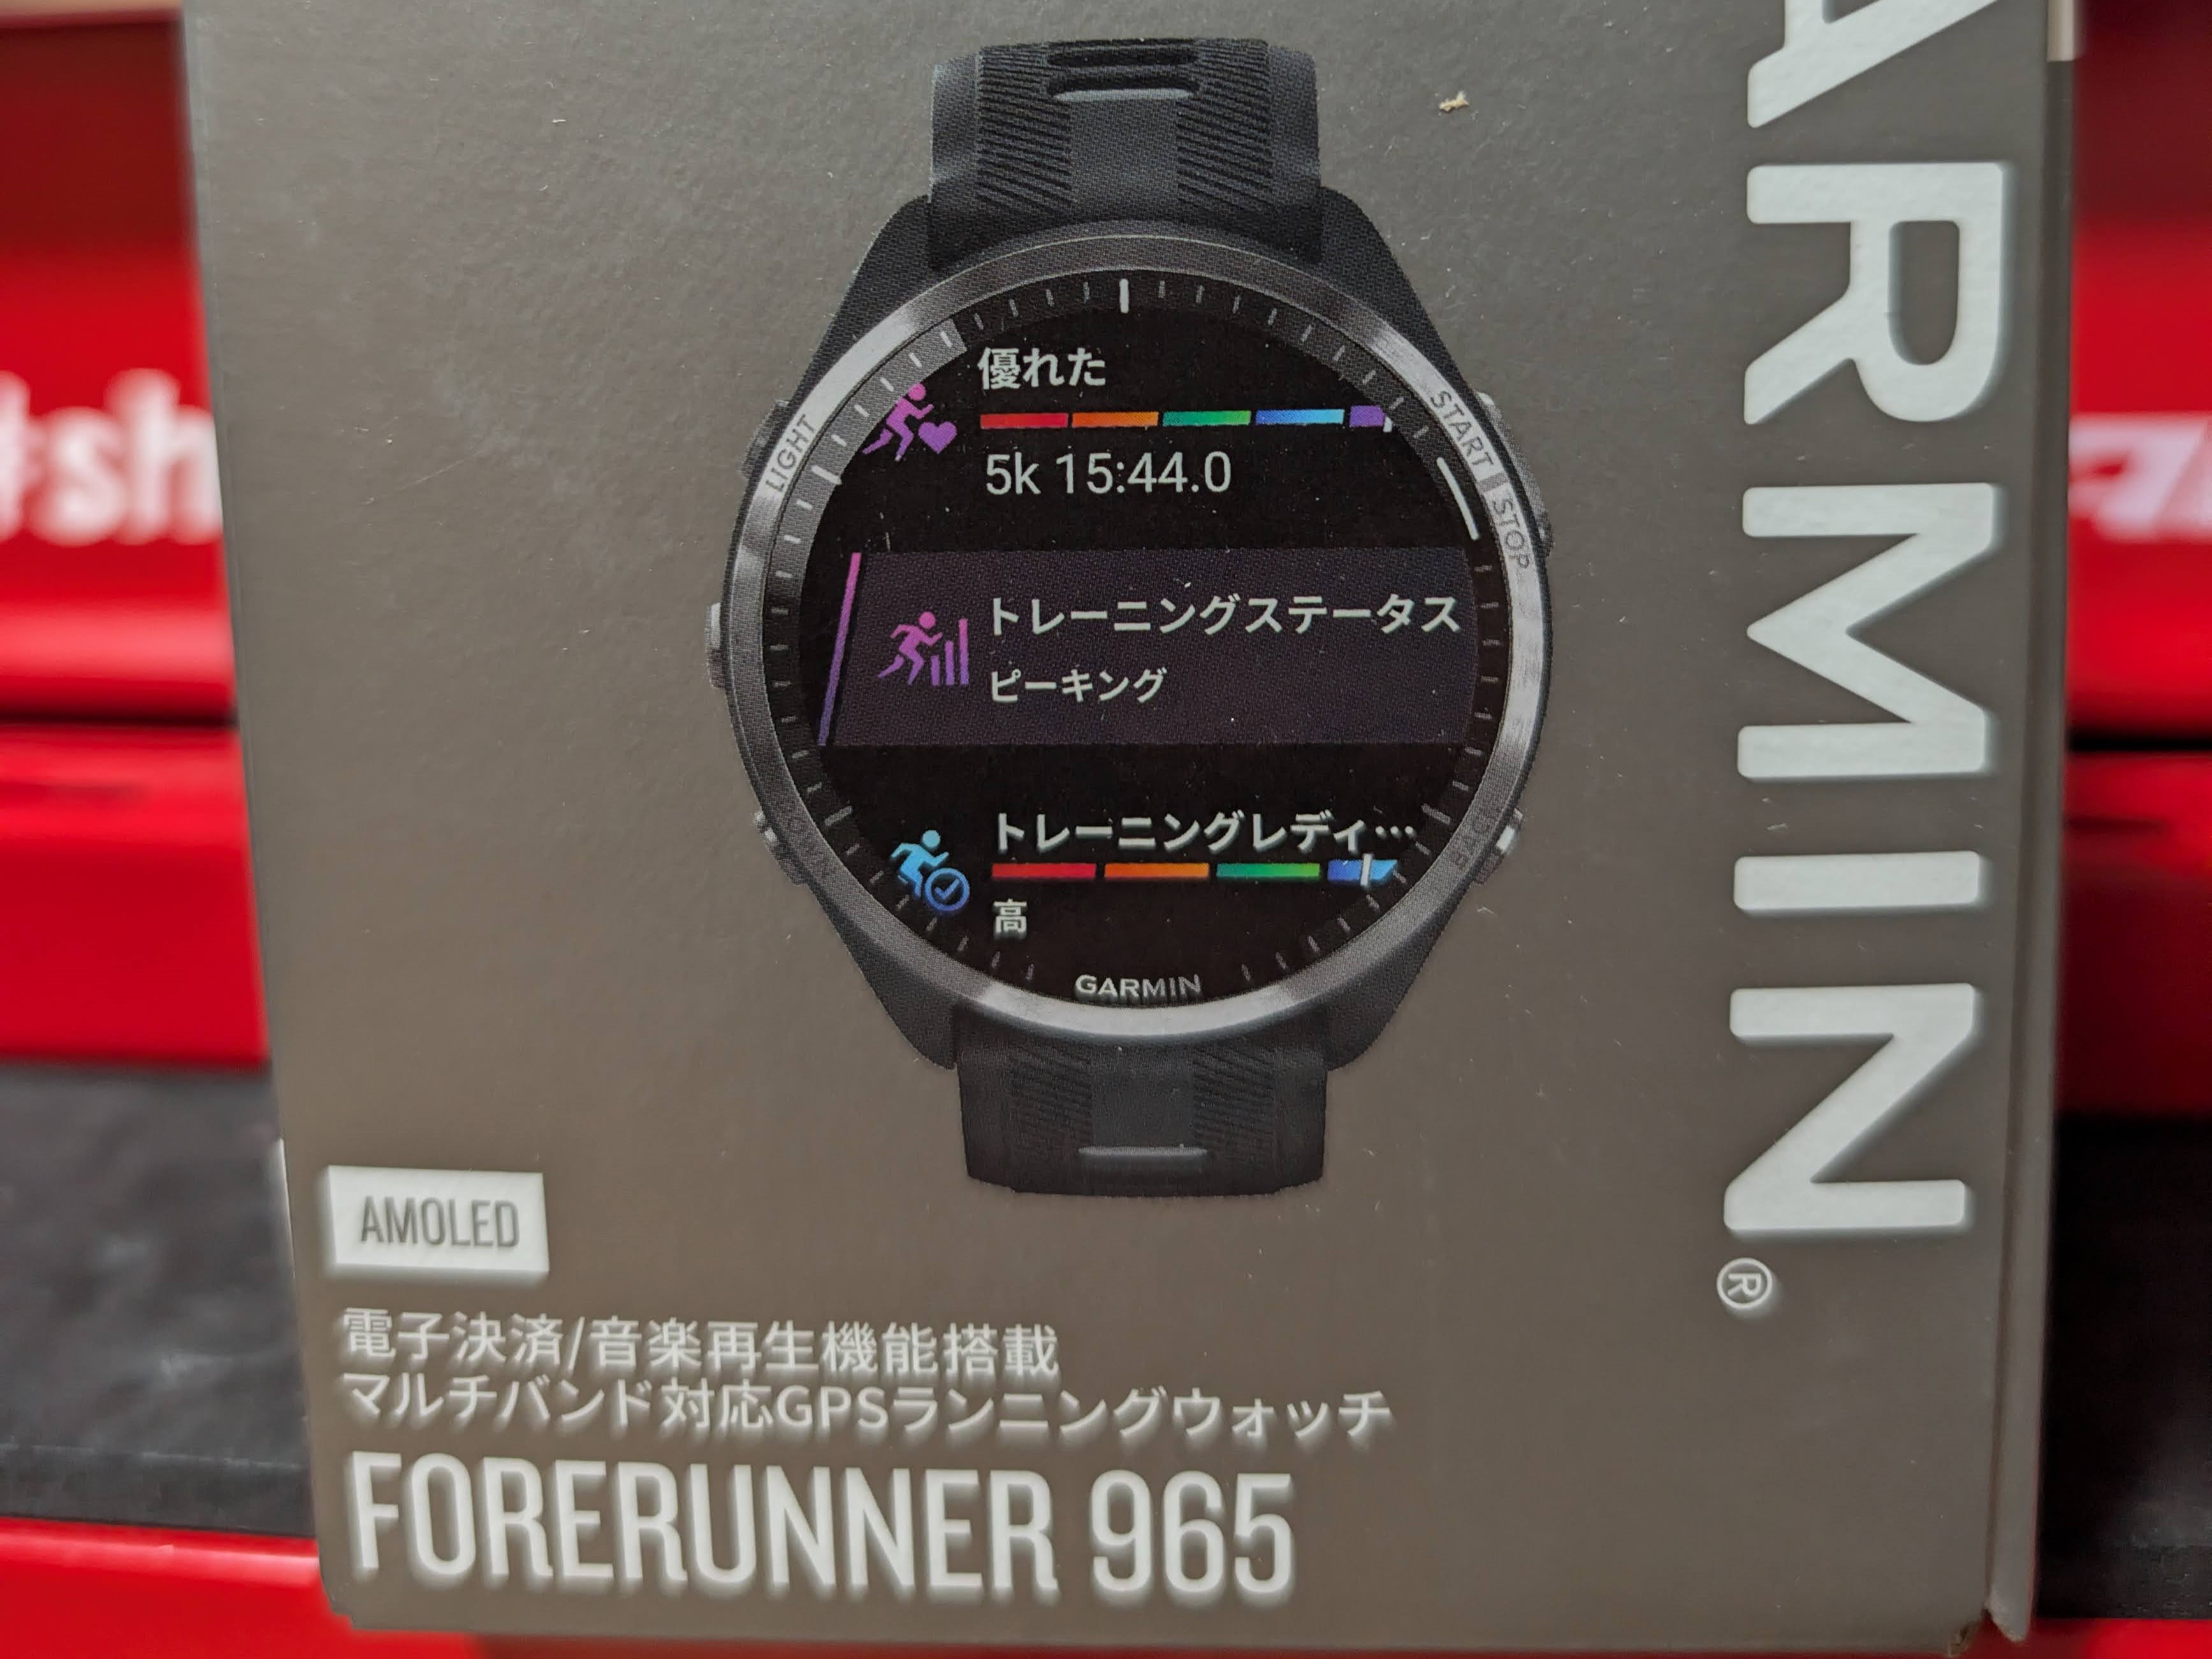 優れた
5k 15:44.0
トレーニングステータス
ピーキング
トレーニングレディ…
高
GARMIN
LIGHT
START
STOP
ARMIN®
AMOLED
電子決済/音楽再生機能搭載
マルチバンド対応GPSランニングウォッチ
FORERUNNER 965
#sh